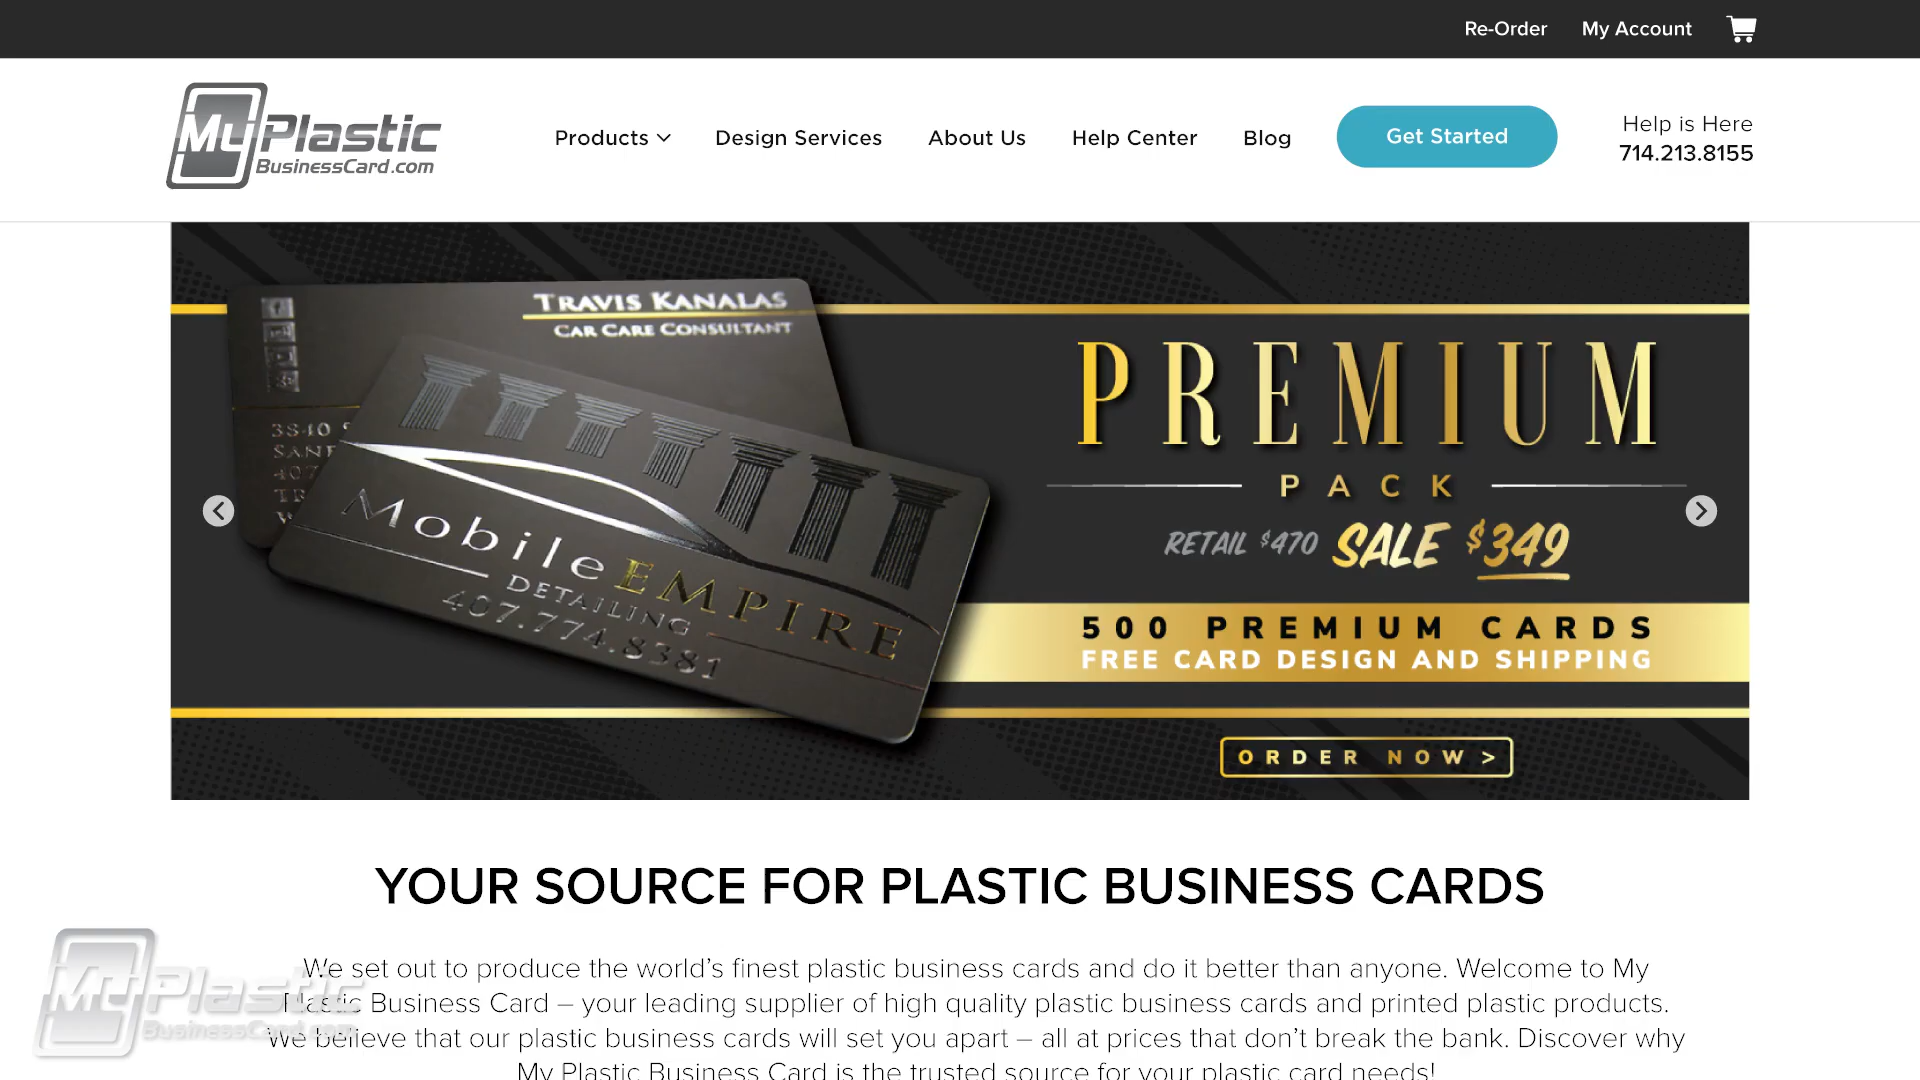 Re-Order My Account
My Plastic
BusinessCard.com
Products Design Services About Us Help Center Blog Get Started
Help is Here
714.213.8155
TRAVIS KANALAS
CAR CARE CONSULTANT
3840
407
Mobile EMPIRE
DETAILING
407.774.8381
PREMIUM
PACK
RETAIL $470 SALE $349
500 PREMIUM CARDS
FREE CARD DESIGN AND SHIPPING
ORDER NOW >
YOUR SOURCE FOR PLASTIC BUSINESS CARDS
We set out to produce the world's finest plastic business cards and do it better than anyone. Welcome to My
Plastic Business Card – your leading supplier of high quality plastic business cards and printed plastic products.
We believe that our plastic business cards will set you apart – all at prices that don't break the bank. Discover why
My Plastic Business Card is the trusted source for your plastic card needs!
My Plastic
BusinessCard.com